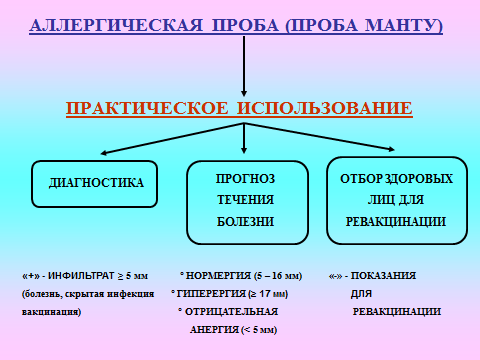 АЛЛЕРГИЧЕСКАЯ ПРОБА (ПРОБА МАНТУ)
ПРАКТИЧЕСКОЕ ИСПОЛЬЗОВАНИЕ
ДИАГНОСТИКА
ПРОГНОЗ
ТЕЧЕНИЯ
БОЛЕЗНИ
ОТБОР ЗДОРОВЫХ
ЛИЦ ДЛЯ
РЕВАКЦИНАЦИИ
«+» - ИНФИЛЬТРАТ ≥ 5 мм
(болезнь, скрытая инфекция
вакцинация)
° НОРМЕРГИЯ (5 – 16 мм)
° ГИПЕРЕРГИЯ (≥ 17 мм)
° ОТРИЦАТЕЛЬНАЯ
АНЕРГИЯ (< 5 мм)
«-» - ПОКАЗАНИЯ
ДЛЯ
РЕВАКЦИНАЦИИ